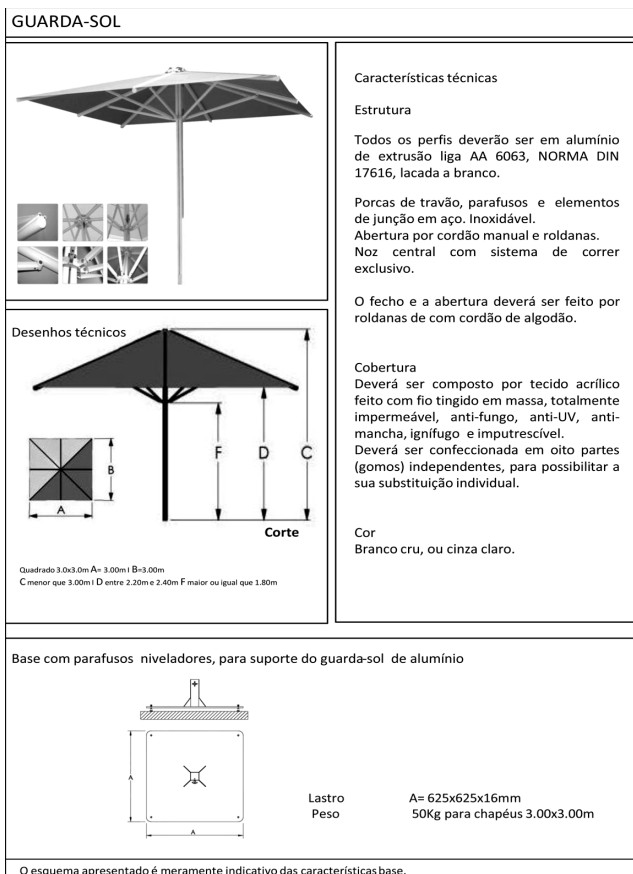 GUARDA-SOL
Características técnicas
Estrutura
Todos os perfis deverão ser em alumínio
de extrusão liga AA 6063, NORMA DIN
17616, lacada a branco.
Porcas de travão, parafusos e elementos
de junção em aço. Inoxidável.
Abertura por cordão manual e roldanas.
Noz central com sistema de correr
exclusivo.
O fecho e a abertura deverá ser feito por
roldanas de com cordão de algodão.
Cobertura
Deverá ser composto por tecido acrílico
feito com fio tingido em massa, totalmente
impermeável, anti-fungo, anti-UV, anti-
mancha, ignífugo e imputrescível.
Deverá ser confeccionada em oito partes
(gomos) independentes, para possibilitar a
sua substituição individual.
Cor
Branco cru, ou cinza claro.
Desenhos técnicos
F D C
B
A
Corte
Quadrado 3.0x3.0m A= 3.00m I B=3.00m
C menor que 3.00m I D entre 2.20m e 2.40m F maior ou igual que 1.80m
Base com parafusos niveladores, para suporte do guarda-sol de alumínio
A
A
Lastro A= 625x625x16mm
Peso 50Kg para chapéus 3.00x3.00m
O esquema apresentado é meramente indicativo das características base.